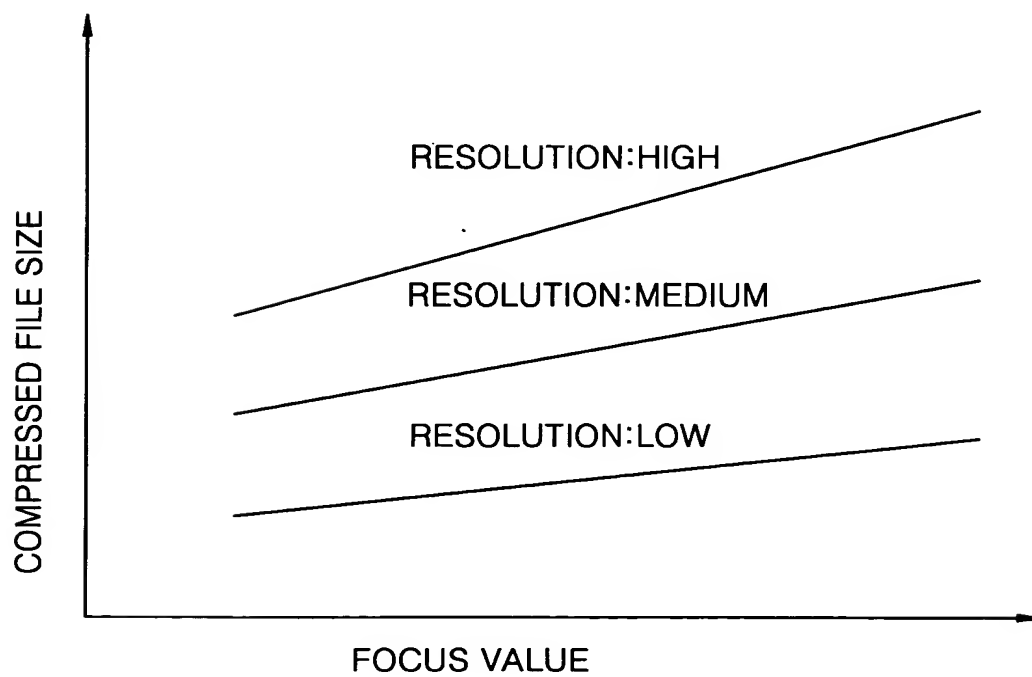 RESOLUTION:HIGH
RESOLUTION:MEDIUM
RESOLUTION:LOW
COMPRESSED FILE SIZE
FOCUS VALUE